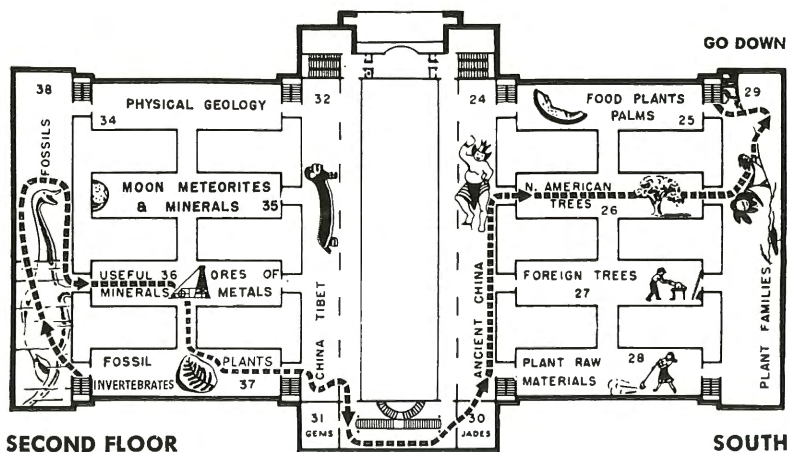 GO DOWN
38
FOSSILS
PHYSICAL GEOLOGY
34
MOON METEORITES
& MINERALS 35
USEFUL 36 ORES OF
MINERALS METALS
FOSSIL PLANTS
INVERTEBRATES 37
32
CHINA TIBET
31
GEMS
24
ANCIENT CHINA
30
JADES
FOOD PLANTS
PALMS 25
N. AMERICAN
TREES 26
FOREIGN TREES
27
PLANT RAW 28
MATERIALS
29
PLANT FAMILIES
SECOND FLOOR
SOUTH